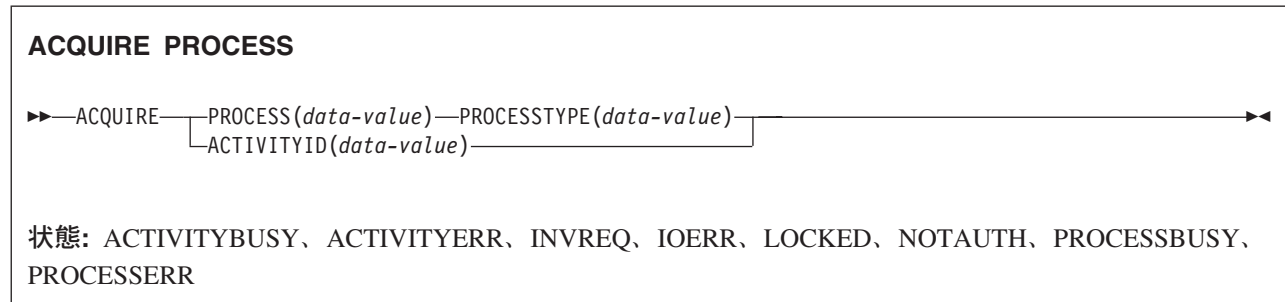 ACQUIRE PROCESS
►►—ACQUIRE—PROCESS(data-value)—PROCESSTYPE(data-value)—►◄
ACTIVITYID(data-value)
状態: ACTIVITYBUSY、ACTIVITYERR、INVREQ、IOERR、LOCKED、NOTAUTH、PROCESSBUSY、
PROCESSERR